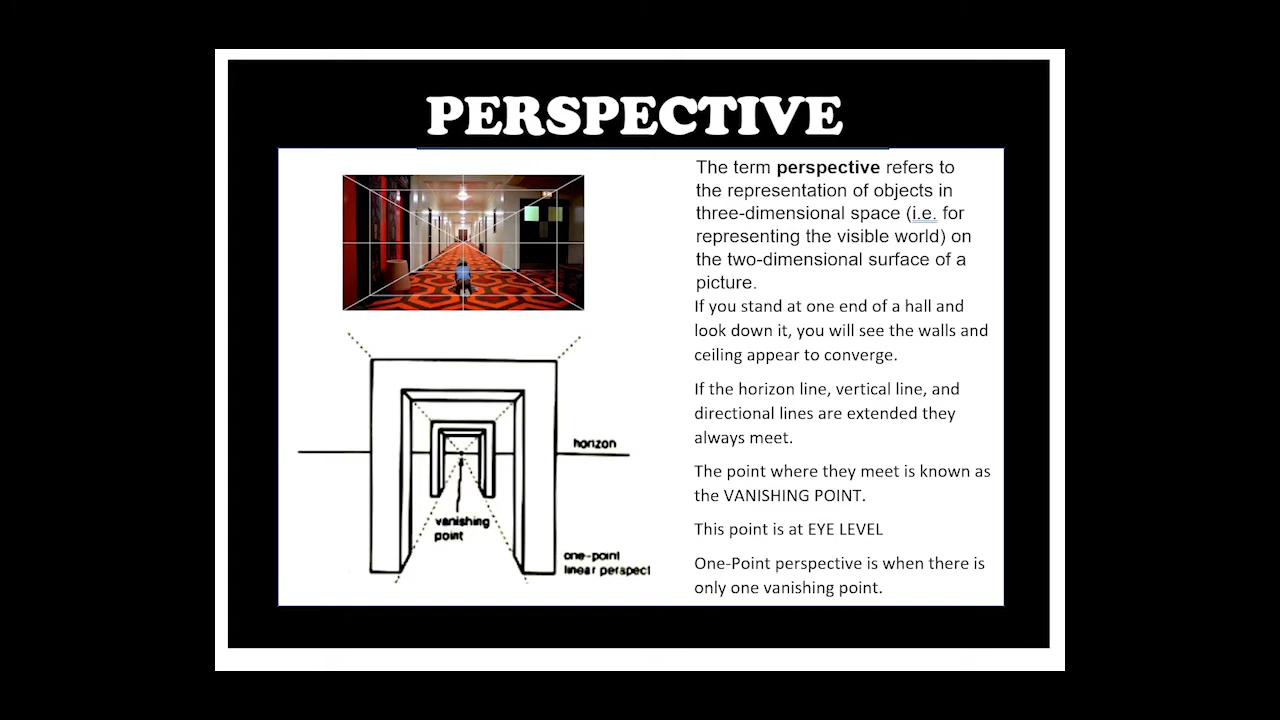 PERSPECTIVE
The term perspective refers to
the representation of objects in
three-dimensional space (i.e. for
representing the visible world) on
the two-dimensional surface of a
picture.
If you stand at one end of a hall and
look down it, you will see the walls and
ceiling appear to converge.
If the horizon line, vertical line, and
directional lines are extended they
always meet.
The point where they meet is known as
the VANISHING POINT.
This point is at EYE LEVEL
One-Point perspective is when there is
only one vanishing point.
horizon
vanishing
point
one-point
linear perspect